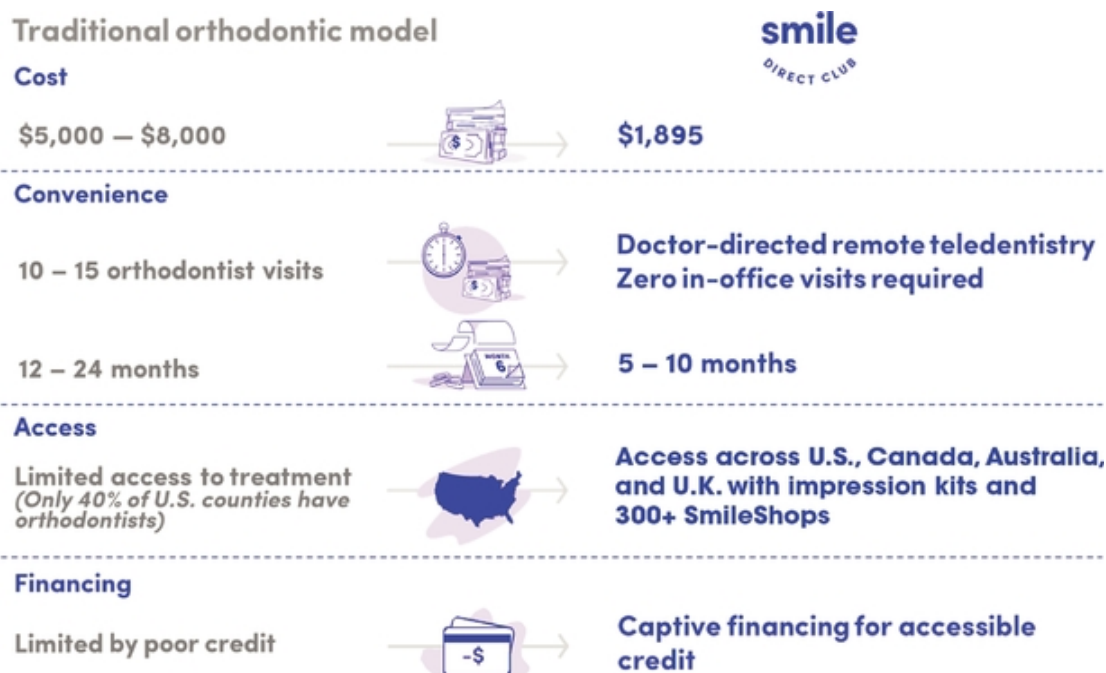 Traditional orthodontic model
smile
DIRECT CLUB
Cost
$5,000 — $8,000
$
$1,895
Convenience
10 – 15 orthodontist visits
$
Doctor-directed remote teledentistry
Zero in-office visits required
12 – 24 months
MONTH
6
5 – 10 months
Access
Limited access to treatment
(Only 40% of U.S. counties have
orthodontists)
Access across U.S., Canada, Australia,
and U.K. with impression kits and
300+ SmileShops
Financing
Limited by poor credit
-$
Captive financing for accessible
credit